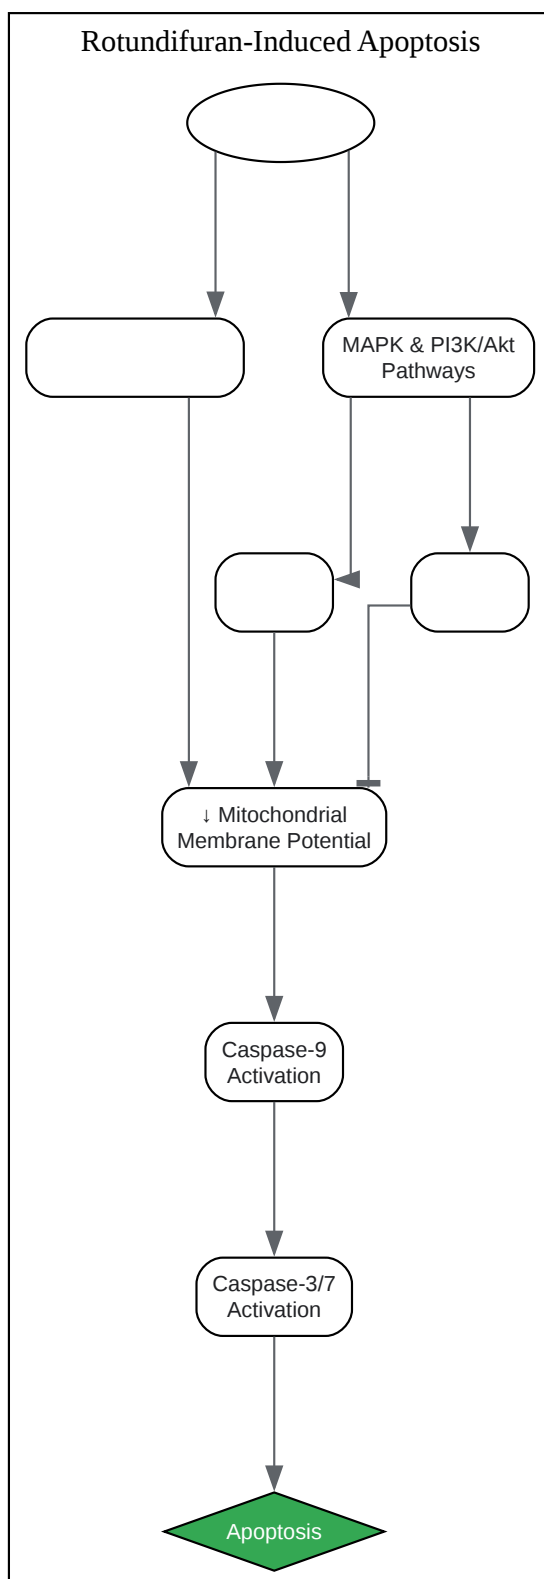 Rotundifuran-Induced Apoptosis
MAPK & PI3K/Akt
Pathways
↓ Mitochondrial
Membrane Potential
Caspase-9
Activation
Caspase-3/7
Activation
Apoptosis